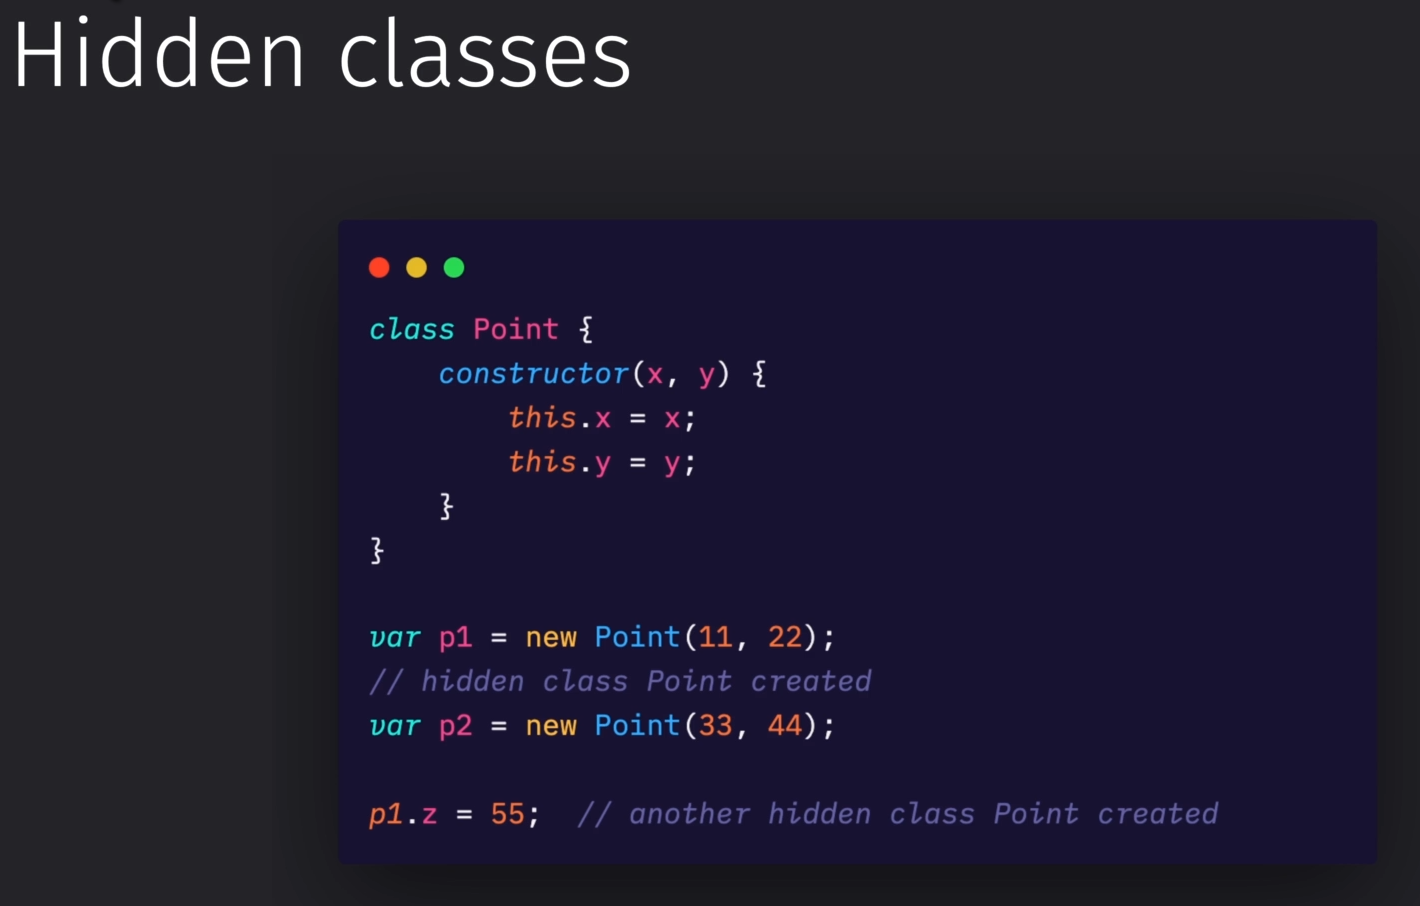 Hidden classes
class Point {
    constructor(x, y) {
        this.x = x;
        this.y = y;
    }
}
var p1 = new Point(11, 22);
// hidden class Point created
var p2 = new Point(33, 44);
p1.z = 55;  // another hidden class Point created